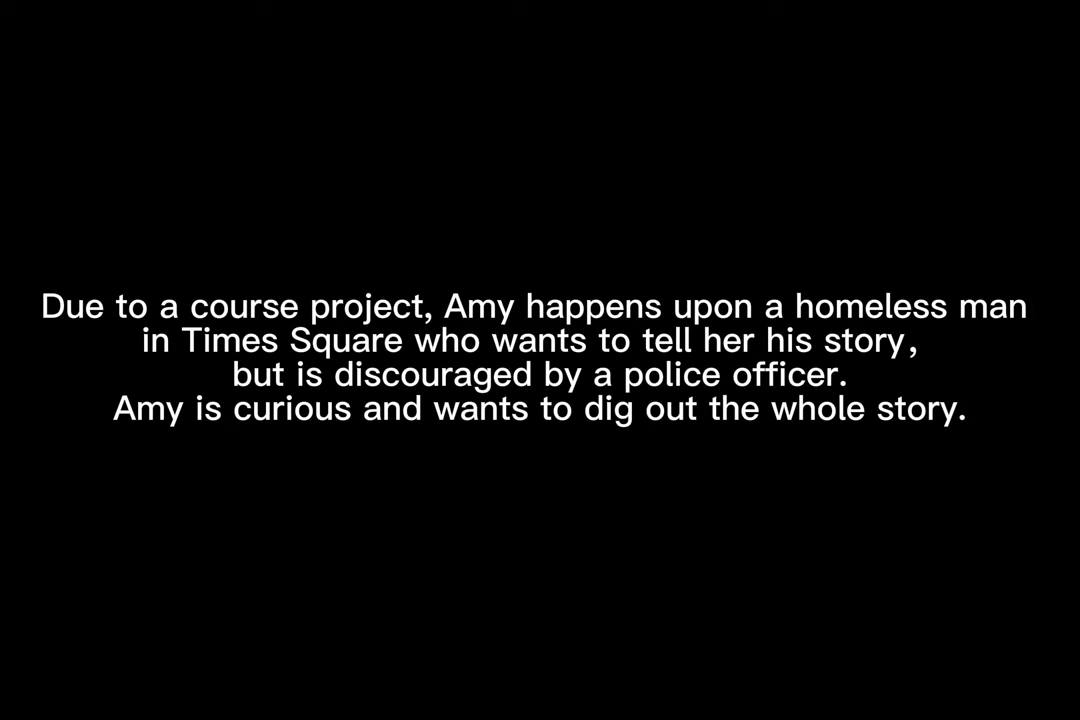 Due to a course project, Amy happens upon a homeless man
in Times Square who wants to tell her his story，
but is discouraged by a police officer.
Amy is curious and wants to dig out the whole story.